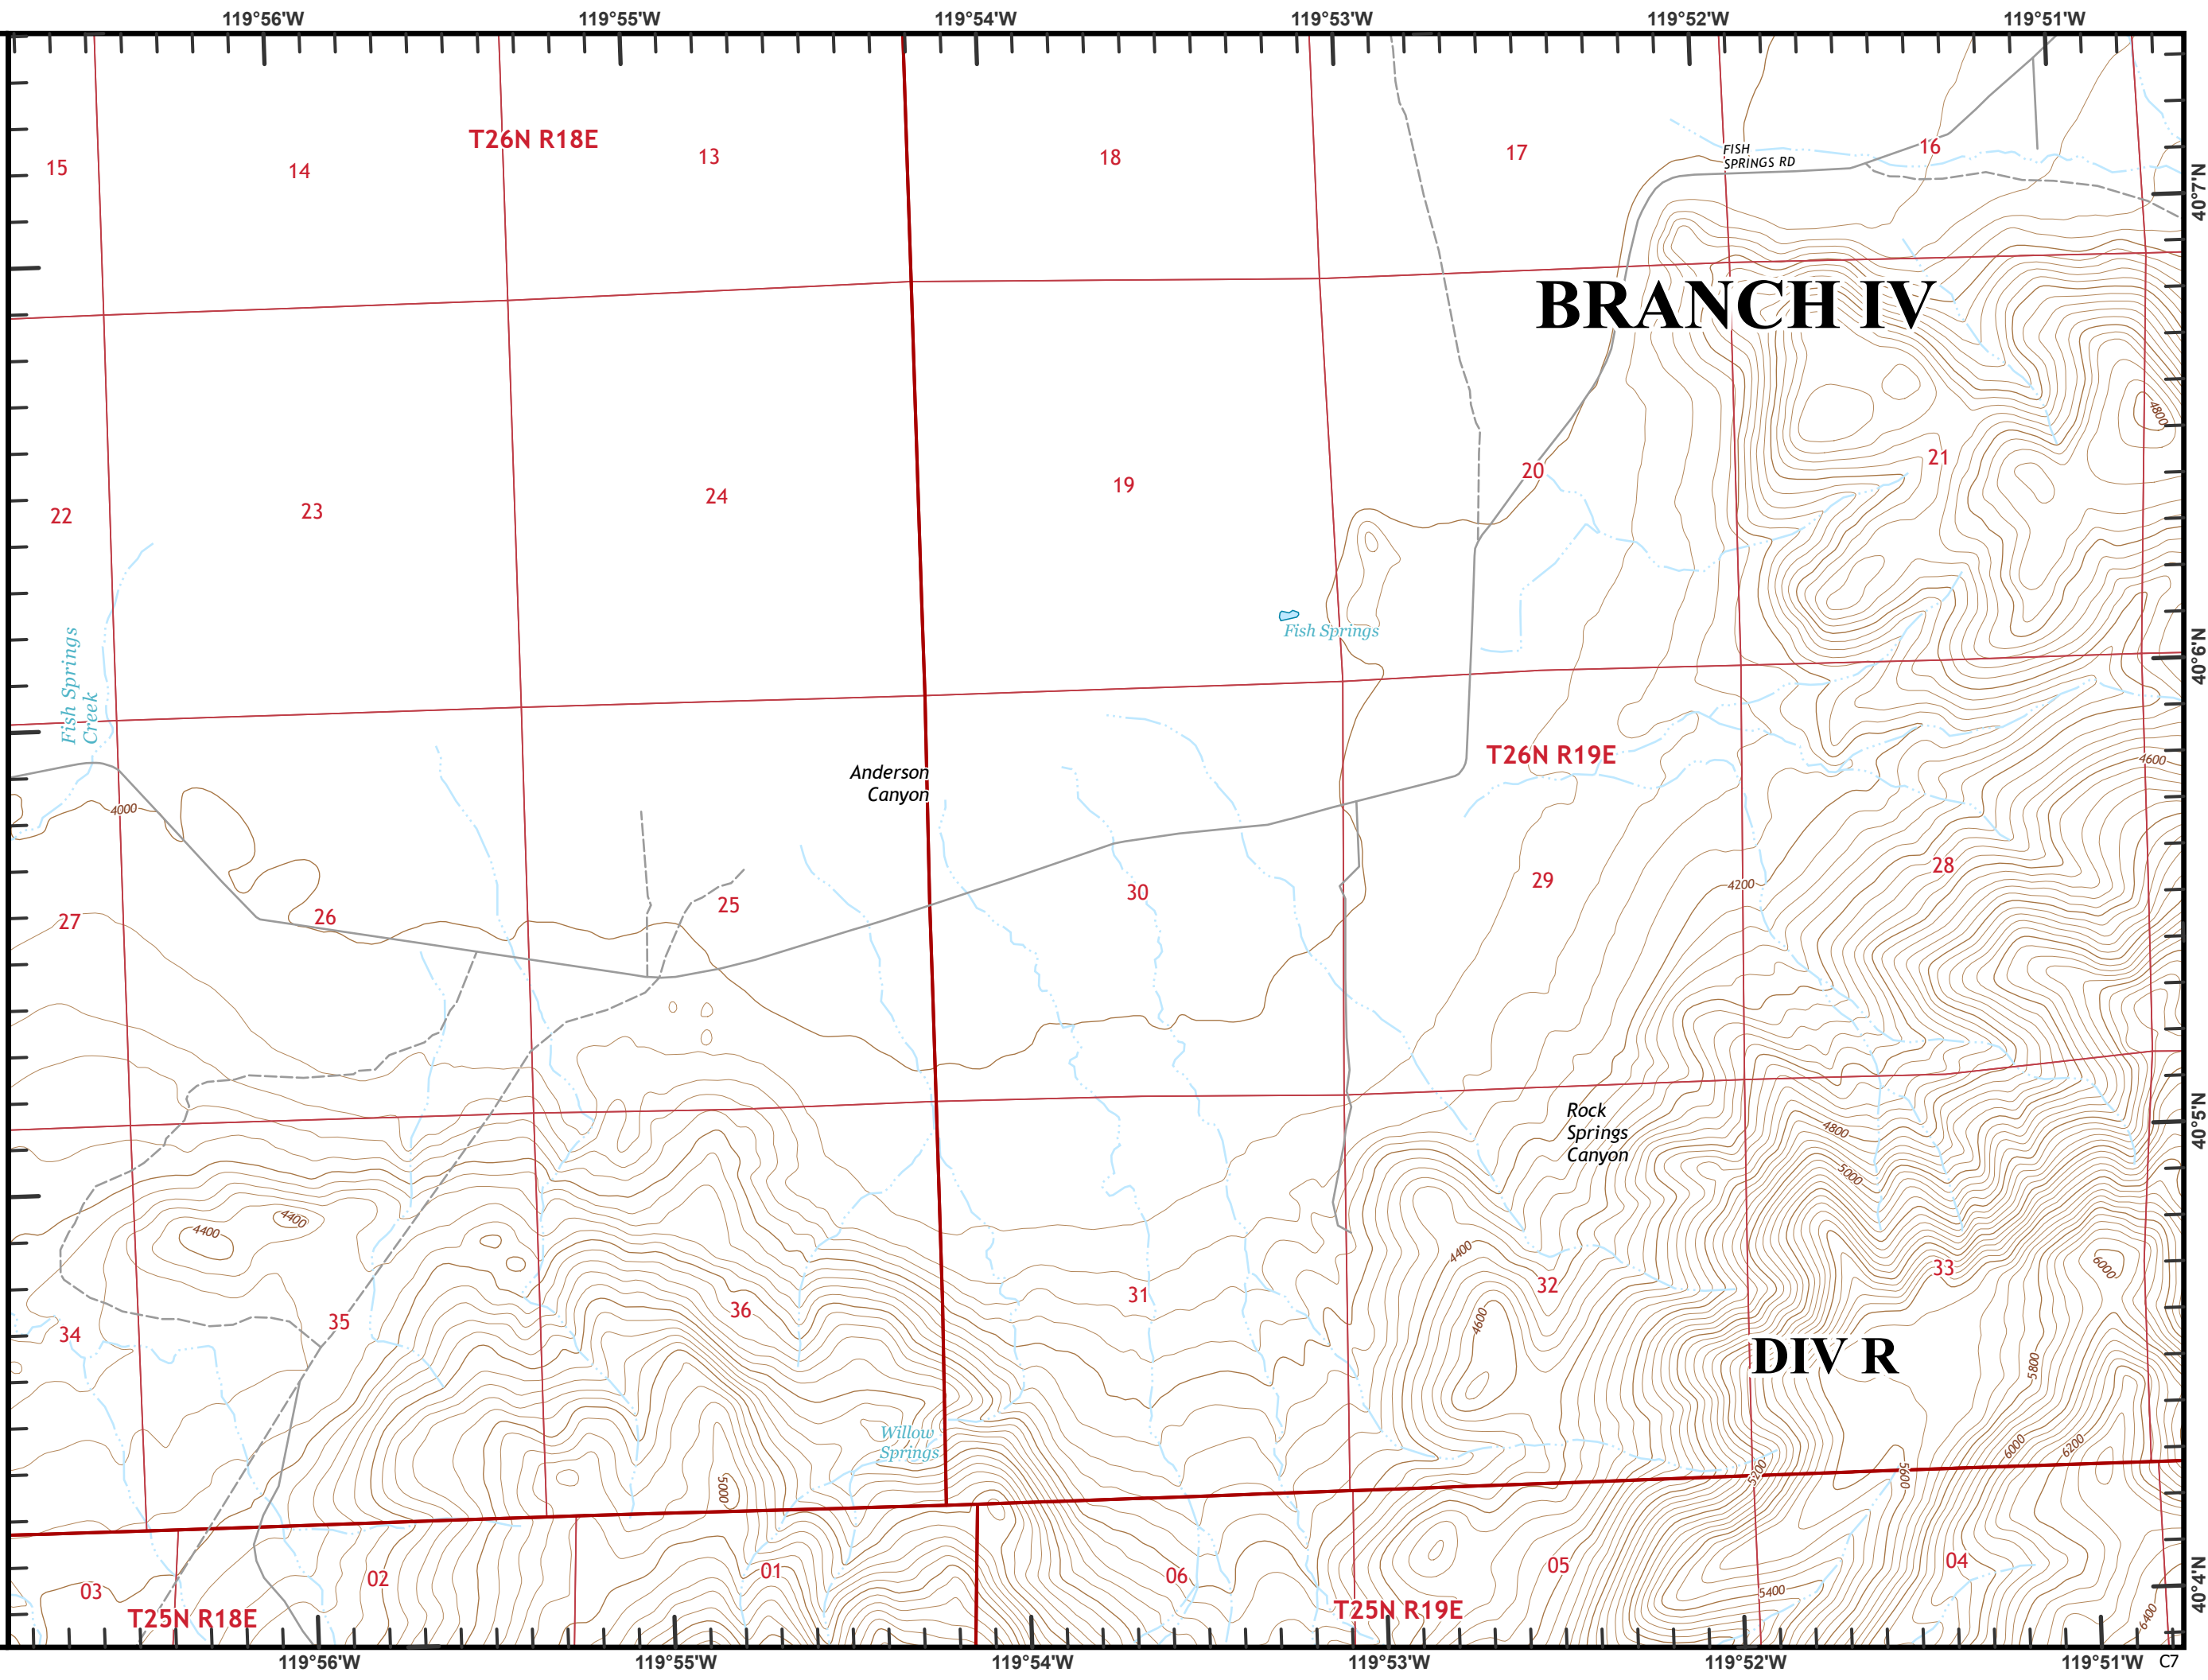 119°56'W 119°55'W 119°54'W 119°53'W 119°52'W 119°51'W
T26N R18E
15 14 13 18 17 16
FISH
SPRINGS RD
40°7'N
BRANCH IV
4800
22 23 24 19 20 21
Fish Springs
Fish Springs
Creek
40°6'N
T26N R19E
4600
Anderson
Canyon
4000
27 26 25 30 29 28
4200
Rock
Springs
Canyon
4800
5000
40°5'N
4400
4400
4400
4600
6000
34 35 36 31 32 33
DIV R
5800
Willow
Springs
5000
5200
5600
6000
6200
03 02 01 06 05 04
5400
6400
40°4'N
T25N R18E
T25N R19E
119°56'W 119°55'W 119°54'W 119°53'W 119°52'W 119°51'W
C7